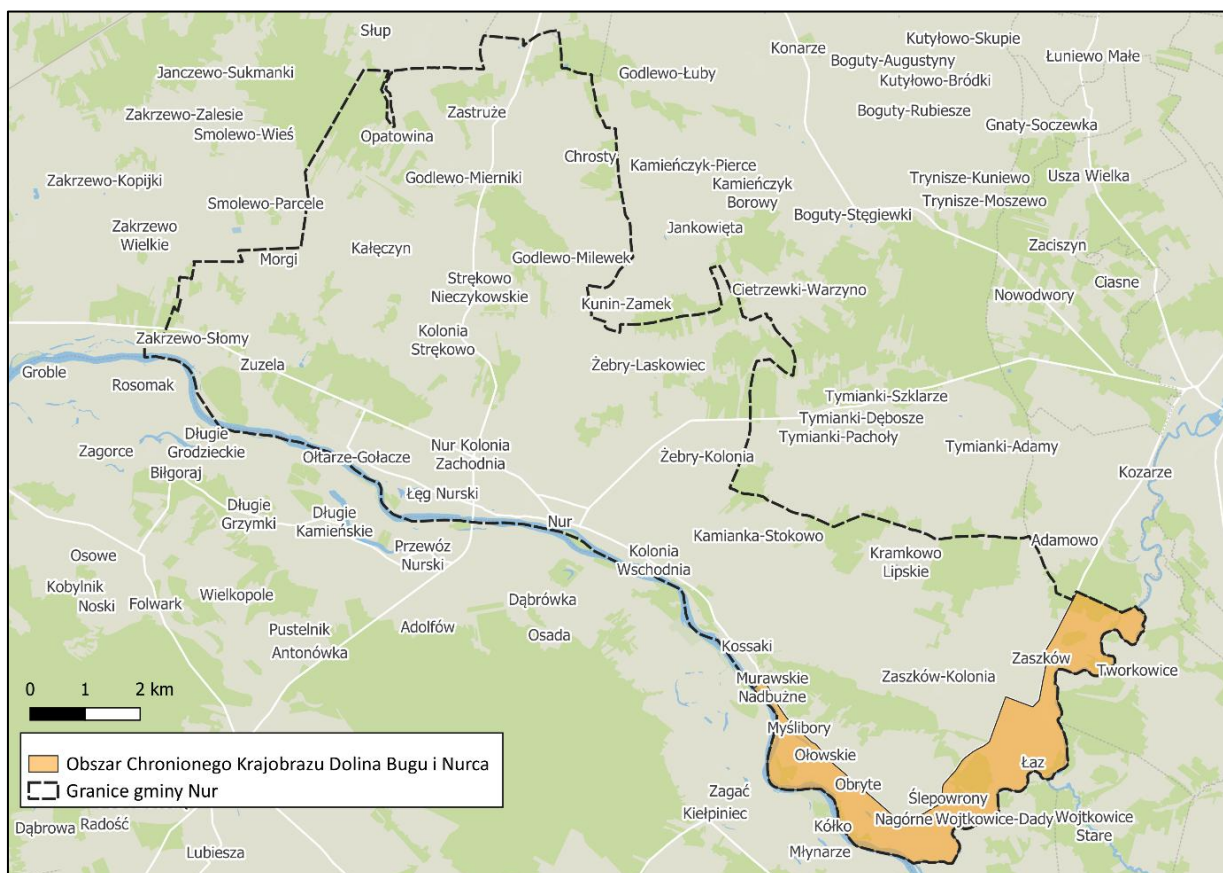 Słup
Kutyłowo-Skupie
Konarze
Boguty-Augustyny
Łuniewo Małe
Janczewo-Sukmanki
Godlewo-Łuby
Kutyłowo-Bródki
Zakrzewo-Zalesie
Zastruże
Boguty-Rubiesze
Smolewo-Wieś
Opatowina
Gnaty-Soczewka
Chrosty
Kamieńczyk-Pierce
Zakrzewo-Kopijki
Godlewo-Mierniki
Kamieńczyk
Borowy
Trynisze-Kuniewo
Usza Wielka
Smolewo-Parcele
Trynisze-Moszewo
Boguty-Stęgiewki
Zakrzewo
Wielkie
Jankowięta
Kałęczyn
Zaciszyn
Morgi
Godlewo-Milewek
Strękowo
Nieczykowskie
Ciasne
Cietrzewki-Warzyno
Nowodwory
Kunin-Zamek
Zakrzewo-Słomy
Kolonia
Strękowo
Zuzela
Żebry-Laskowiec
Groble
Rosomak
Tymianki-Szklarze
Tymianki-Dębosze
Tymianki-Pachoły
Długie
Grodzieckie
Nur Kolonia
Zachodnia
Tymianki-Adamy
Zagorce
Ołtarze-Gołacze
Żebry-Kolonia
Biłgoraj
Kozarze
Łęg Nurski
Długie
Grzymki
Długie
Kamieńskie
Nur
Kamianka-Stokowo
Adamowo
Przewóz
Nurski
Kolonia
Wschodnia
Kramkowo
Lipskie
Osowe
Kobylnik
Noski
Folwark
Wielkopole
Dąbrówka
Pustelnik
Adolfów
Osada
Antonówka
Kossaki
Zaszków
Tworkowice
Murawskie
Nadbużne
Zaszków-Kolonia
0 1 2 km
Myślibory
Ołowskie
Łaz
Obszar Chronionego Krajobrazu Dolina Bugu i Nurca
Granice gminy Nur
Zagać
Obryte
Ślepowrony
Kiełpiniec
Nagórne
Wojtkowice-Dady
Wojtkowice
Stare
Dąbrowa
Radość
Kółko
Młynarze
Lubiesza